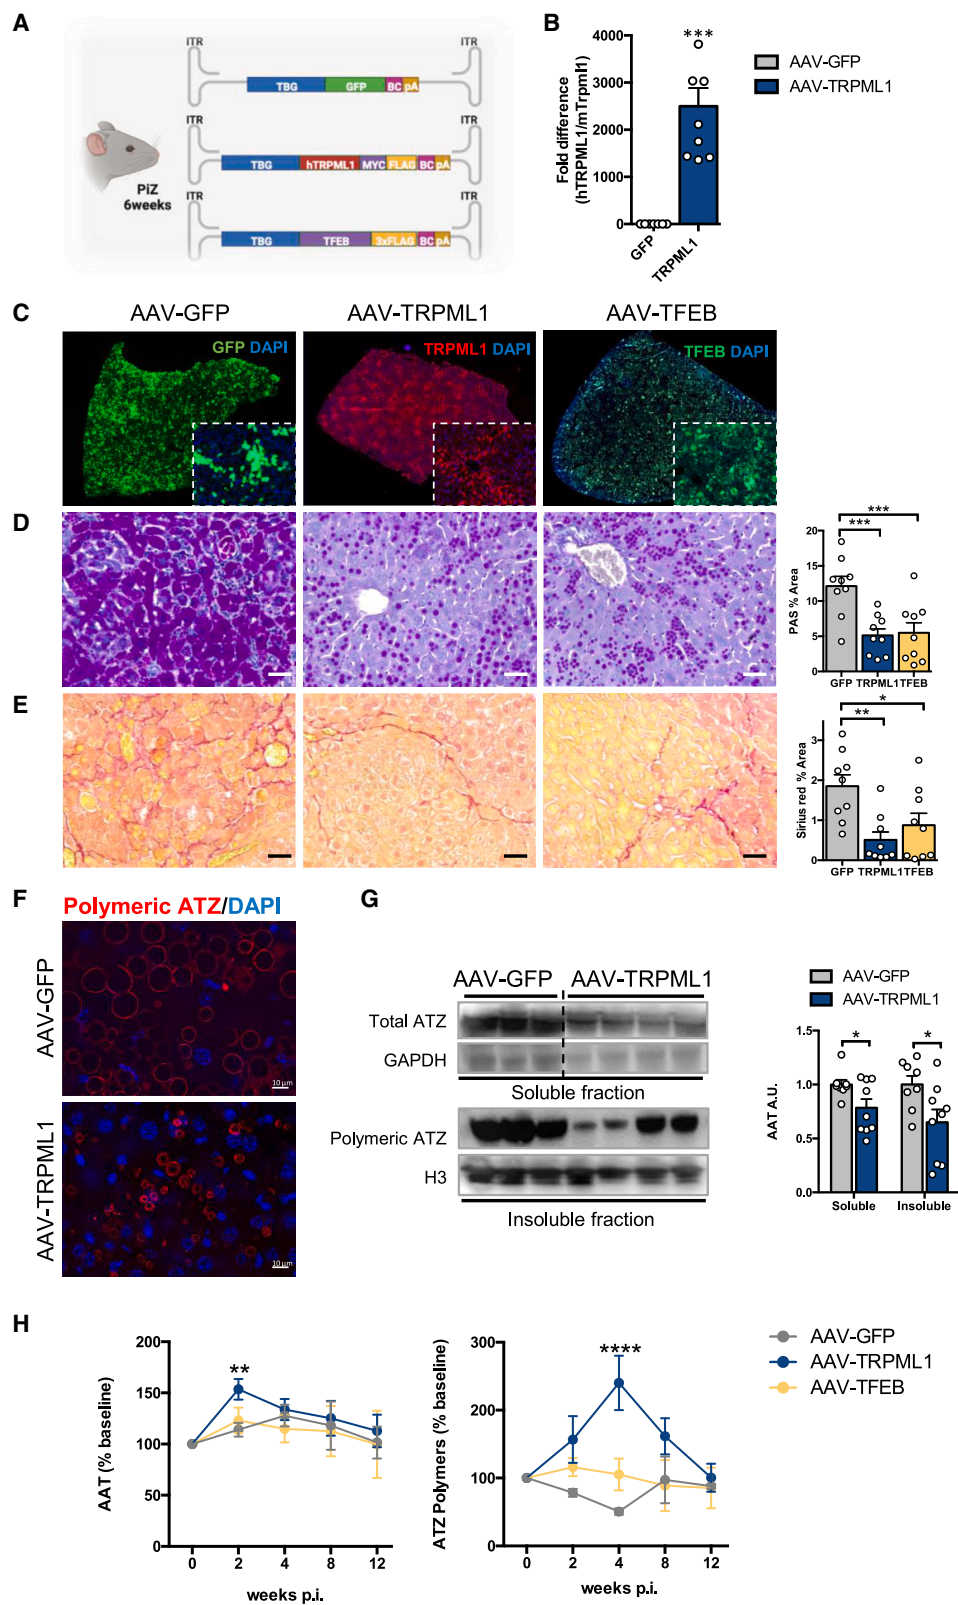 A
ITR
ITR
TBG
GFP
BC
pA
ITR
ITR
TBG
hTRPML1
MYC
FLAG
BC
pA
PiZ
6weeks
ITR
ITR
TBG
TFEB
3xFLAG
BC
pA
B
***
4000
3000
2000
1000
0
Fold difference
(hTRPML1/mTrpml1)
GFP
TRPML1
AAV-GFP
AAV-TRPML1
C
AAV-GFP
AAV-TRPML1
AAV-TFEB
GFP DAPI
TRPML1 DAPI
TFEB DAPI
D
***
***
20
15
10
5
0
PAS % Area
GFP TRPML1 TFEB
E
*
**
3
2
1
0
Sirius red % Area
GFP TRPML1 TFEB
F
Polymeric ATZ/DAPI
AAV-GFP
10 µm
AAV-TRPML1
10 µm
G
AAV-GFP AAV-TRPML1
Total ATZ
GAPDH
Soluble fraction
Polymeric ATZ
H3
Insoluble fraction
AAV-GFP
AAV-TRPML1
1.5
1.0
0.5
0.0
AAT A.U.
*
*
Soluble
Insoluble
H
200
150
100
50
0
AAT (% baseline)
**
0 2 4 8 12
weeks p.i.
300
200
100
0
ATZ Polymers (% baseline)
****
0 2 4 8 12
weeks p.i.
AAV-GFP
AAV-TRPML1
AAV-TFEB